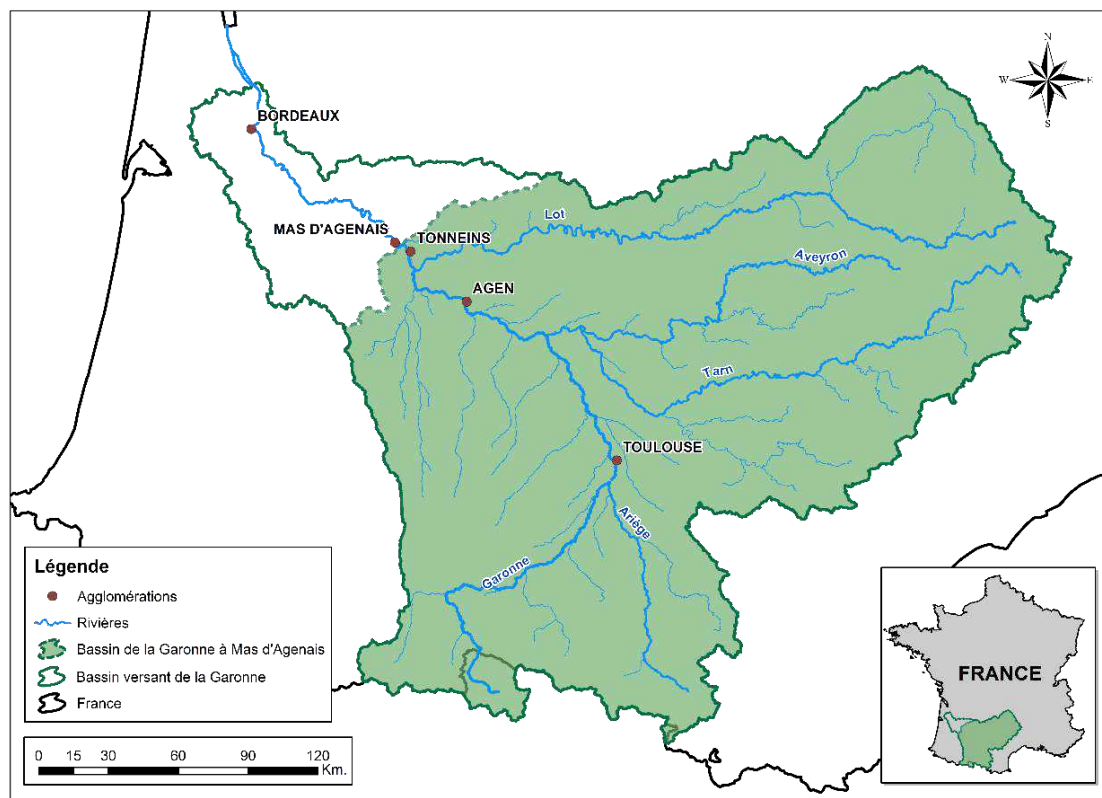 N
W
E
S
BORDEAUX
MAS D'AGENAIS
TONNEINS
Lot
Aveyron
AGEN
Tarn
TOULOUSE
Ariège
Garonne
Légende
Agglomérations
Rivières
Bassin de la Garonne à Mas d'Agenais
Bassin versant de la Garonne
France
0 15 30 60 90 120
Km.
FRANCE